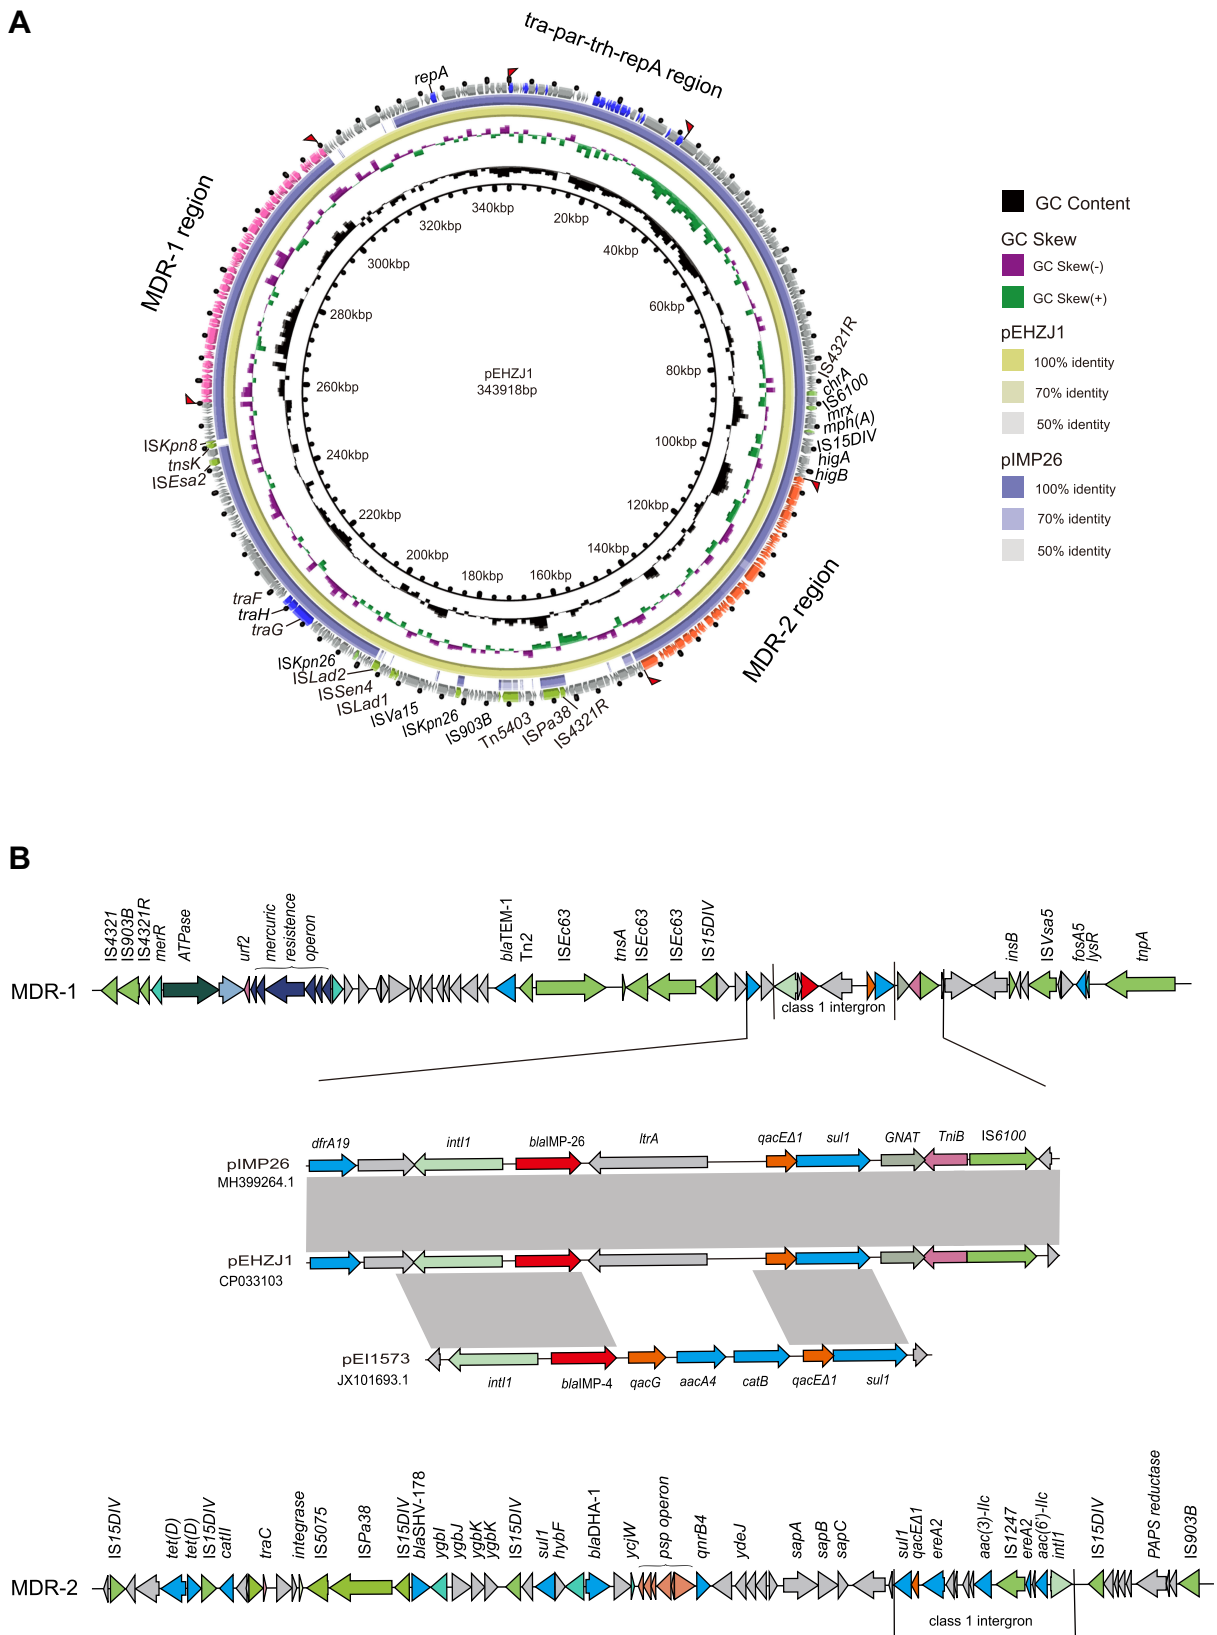 A
tra-par-trh-repA region
repA
MDR-1 region
340kbp
20kbp
320kbp
40kbp
300kbp
60kbp
280kbp
80kbp
pEHZJ1
343918bp
260kbp
100kbp
240kbp
120kbp
220kbp
140kbp
200kbp
180kbp
160kbp
IS4321R
chrA
IS6100
mrx
mph(A)
IS15DIV
higA
higB
MDR-2 region
ISKpn8
tnsK
ISEsa2
traF
traH
traG
ISKpn26
ISLad2
ISSen4
ISLad1
ISVa15
ISKpn26
IS903B
Tn5403
ISPa38
IS4321R
GC Content
GC Skew
GC Skew(-)
GC Skew(+)
pEHZJ1
100% identity
70% identity
50% identity
pIMP26
100% identity
70% identity
50% identity
B
IS4321
IS903B
IS4321R
merR
ATPase
urf2
mercuric
resistence
operon
blaTEM-1
Tn2
ISEc63
tnsA
ISEc63
ISEc63
IS15DIV
insB
ISVsa5
fosA5
lysR
tnpA
MDR-1
class 1 intergron
dfrA19
intI1
blaIMP-26
ltrA
qacEΔ1
sul1
GNAT
TniB
IS6100
pIMP26
MH399264.1
pEHZJ1
CP033103
pEI1573
JX101693.1
intI1
blaIMP-4
qacG
aacA4
catB
qacEΔ1
sul1
IS15DIV
tet(D)
tet(D)
IS15DIV
catII
traC
integrase
IS5075
ISPa38
IS15DIV
blaSHV-178
ygbI
ygbJ
ygbK
ygbK
IS15DIV
sul1
hybF
blaDHA-1
ycjW
psp operon
qnrB4
ydeJ
sapA
sapB
sapC
sul1
qacEΔ1
ereA2
aac(3)-IIc
IS1247
ereA2
aac(6')-IIc
intI1
IS15DIV
PAPS reductase
IS903B
MDR-2
class 1 intergron